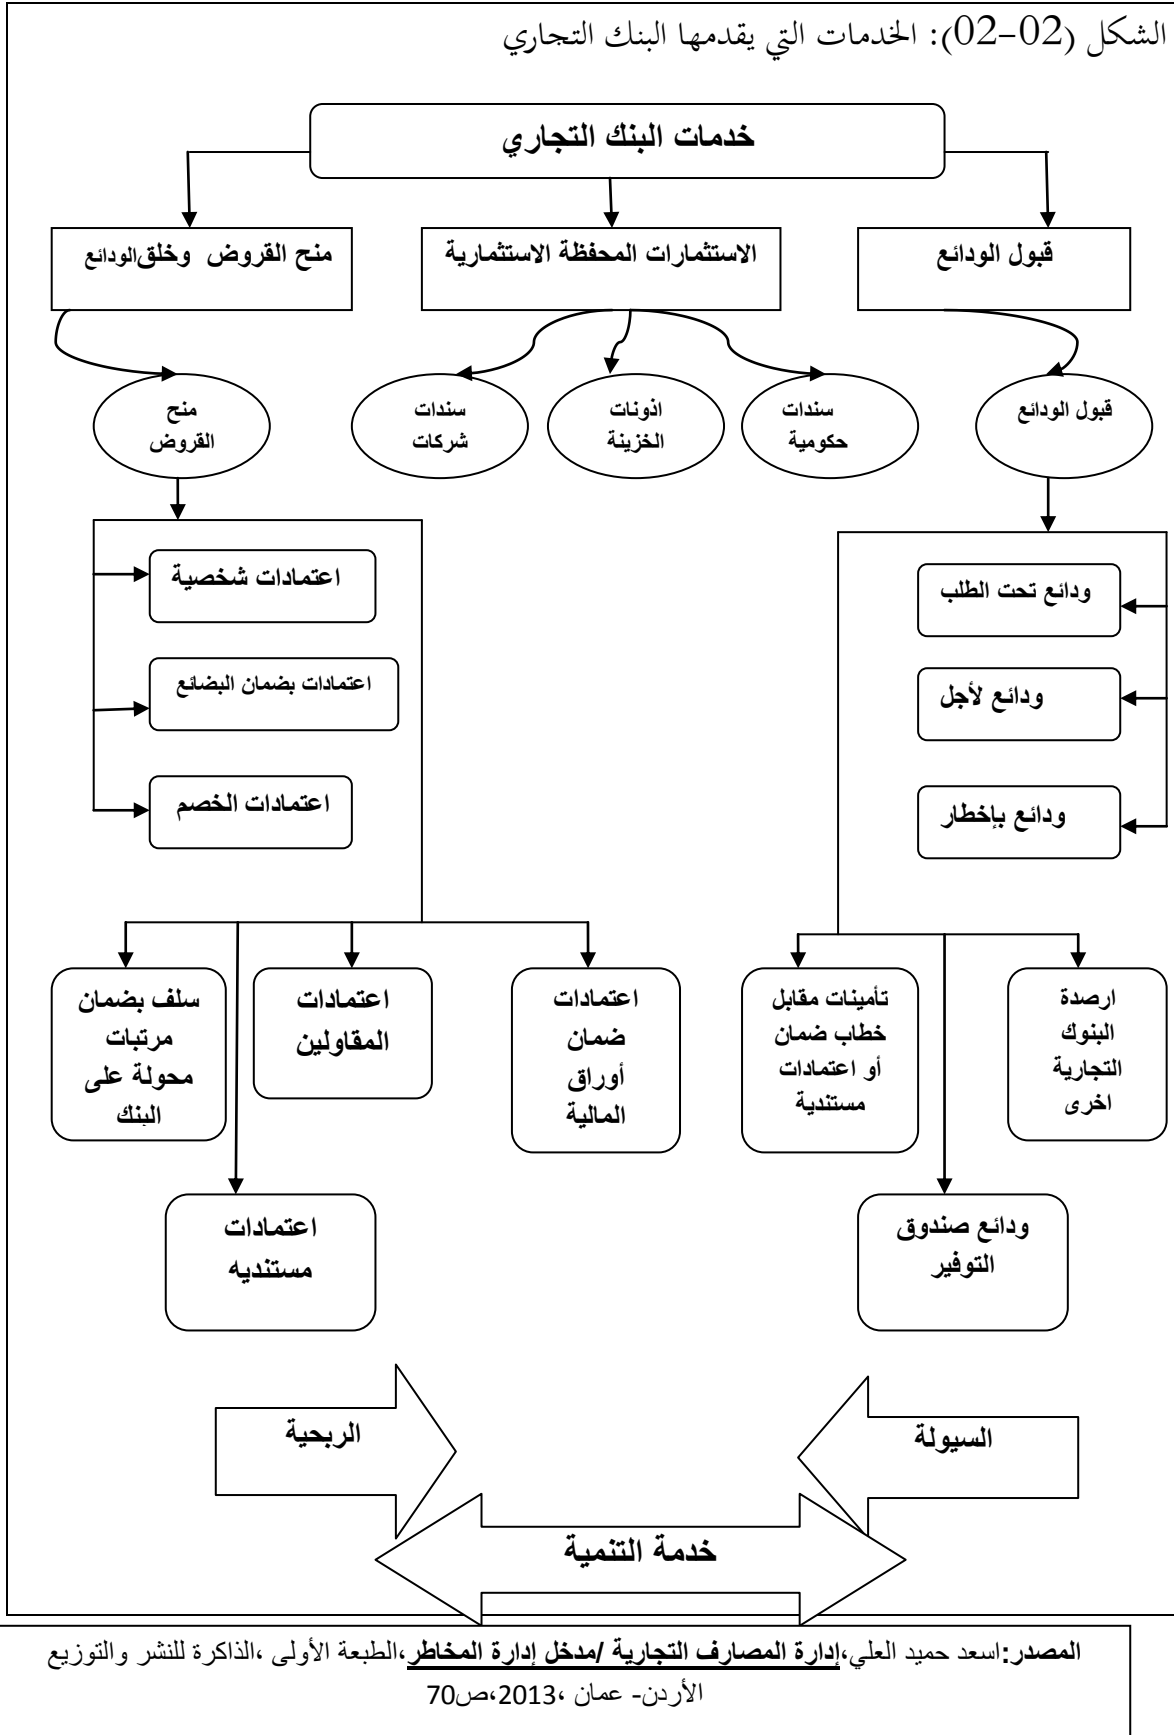 الشكل (02-02): الخدمات التي يقدمها البنك التجاري
خدمات البنك التجاري
قبول الودائع
الاستثمارات المحفظة الاستثمارية
منح القروض وخلق الودائع
قبول الودائع
سندات
حكومية
اذونات
الخزينة
سندات
شركات
منح
القروض
ودائع تحت الطلب
ودائع لأجل
ودائع بإخطار
اعتمادات شخصية
اعتمادات بضمان البضائع
اعتمادات الخصم
ارصدة
البنوك
التجارية
اخرى
تأمينات مقابل
خطاب ضمان
أو اعتمادات
مستندية
اعتمادات
ضمان
أوراق
المالية
اعتمادات
المقاولين
سلف بضمان
مرتبات
محولة على
البنك
ودائع صندوق
التوفير
اعتمادات
مستنديه
السيولة
الربحية
خدمة التنمية
المصدر:اسعد حميد العلي،إدارة المصارف التجارية /مدخل إدارة المخاطر،الطبعة الأولى ،الذاكرة للنشر والتوزيع
الأردن- عمان ،2013،ص70